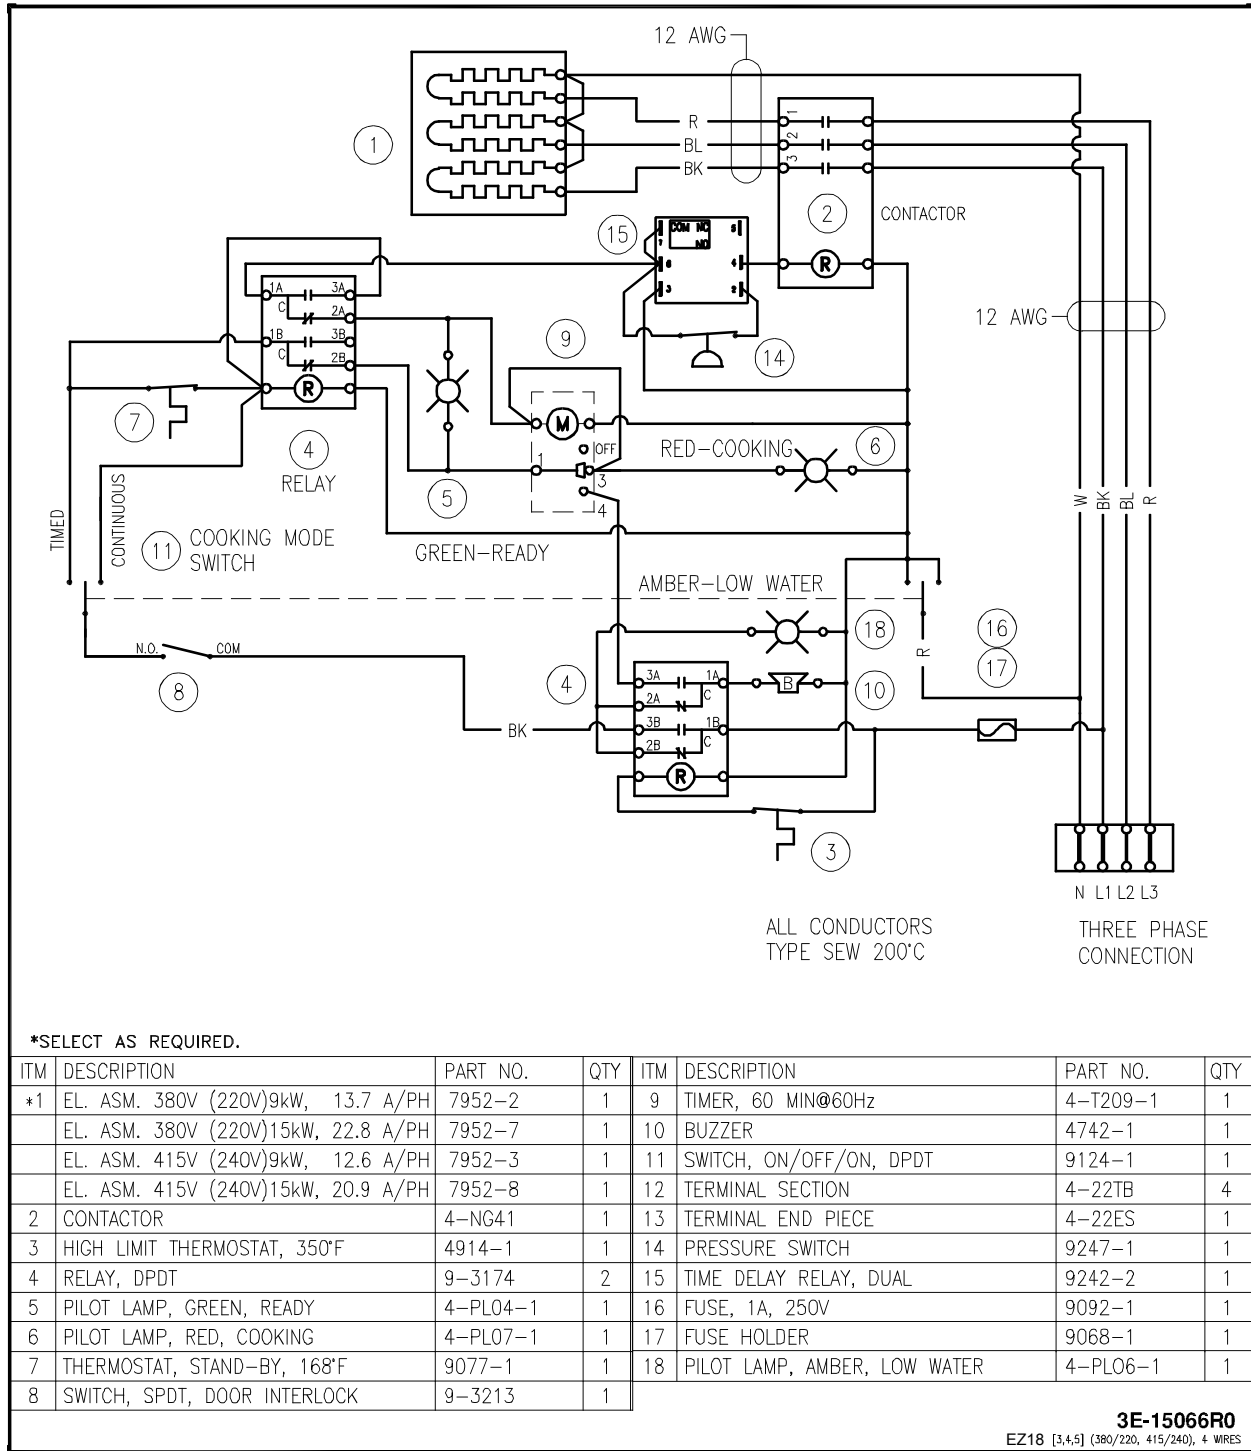 12 AWG
1
R
BL
BK
1
2
3
2
CONTACTOR
15
COM NC
NO
7
6
3
5
4
2
R
12 AWG
1A
3A
C
2A
1B
3B
C
2B
R
9
14
7
4
RELAY
5
M
OFF
1
3
4
RED-COOKING
6
TIMED
CONTINUOUS
11
COOKING MODE
SWITCH
GREEN-READY
W
BK
BL
R
AMBER-LOW WATER
N.O.
COM
8
18
R
16
17
4
3A
1A
C
2A
3B
1B
C
2B
R
B
10
BK
3
N L1 L2 L3
ALL CONDUCTORS
TYPE SEW 200°C
THREE PHASE
CONNECTION
*SELECT AS REQUIRED.
ITM DESCRIPTION PART NO. QTY ITM DESCRIPTION PART NO. QTY
*1 EL. ASM. 380V (220V)9kW, 13.7 A/PH 7952-2 1 9 TIMER, 60 MIN@60Hz 4-T209-1 1
EL. ASM. 380V (220V)15kW, 22.8 A/PH 7952-7 1 10 BUZZER 4742-1 1
EL. ASM. 415V (240V)9kW, 12.6 A/PH 7952-3 1 11 SWITCH, ON/OFF/ON, DPDT 9124-1 1
EL. ASM. 415V (240V)15kW, 20.9 A/PH 7952-8 1 12 TERMINAL SECTION 4-22TB 4
2 CONTACTOR 4-NG41 1 13 TERMINAL END PIECE 4-22ES 1
3 HIGH LIMIT THERMOSTAT, 350°F 4914-1 1 14 PRESSURE SWITCH 9247-1 1
4 RELAY, DPDT 9-3174 2 15 TIME DELAY RELAY, DUAL 9242-2 1
5 PILOT LAMP, GREEN, READY 4-PL04-1 1 16 FUSE, 1A, 250V 9092-1 1
6 PILOT LAMP, RED, COOKING 4-PL07-1 1 17 FUSE HOLDER 9068-1 1
7 THERMOSTAT, STAND-BY, 168°F 9077-1 1 18 PILOT LAMP, AMBER, LOW WATER 4-PLO6-1 1
8 SWITCH, SPDT, DOOR INTERLOCK 9-3213 1
3E-15066R0
EZ18 [3,4,5] (380/220, 415/240), 4 WIRES